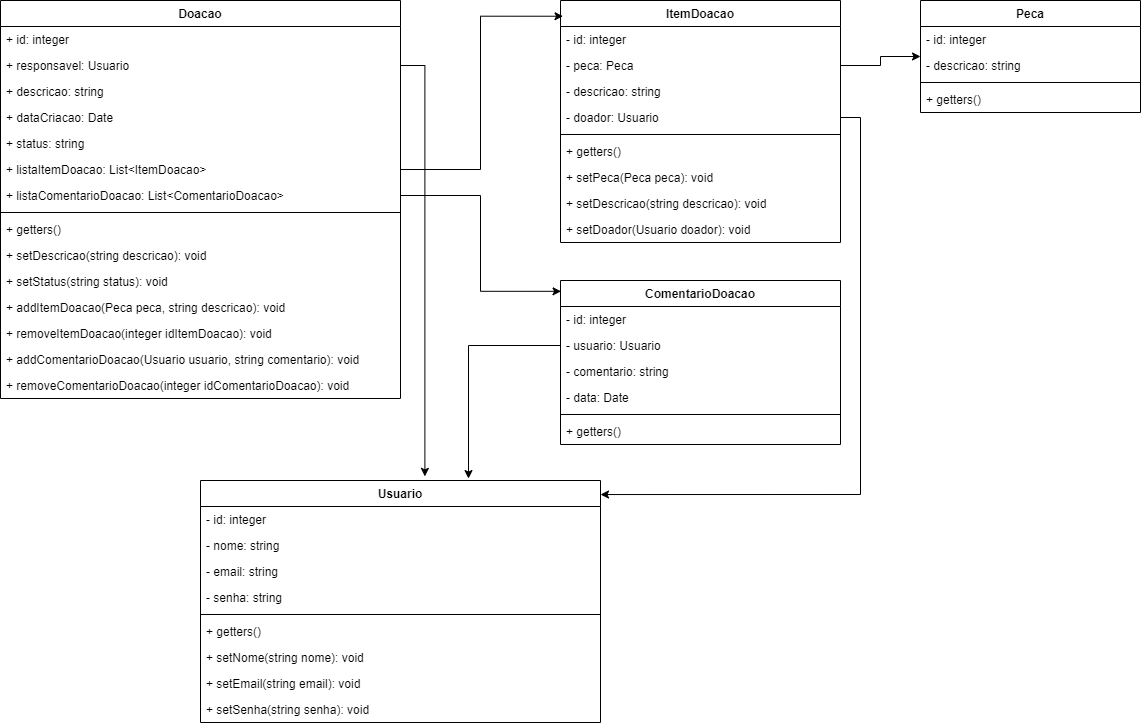 Doacao
+ id: integer
+ responsavel: Usuario
+ descricao: string
+ dataCriacao: Date
+ status: string
+ listaItemDoacao: List<ItemDoacao>
+ listaComentarioDoacao: List<ComentarioDoacao>
+ getters()
+ setDescricao(string descricao): void
+ setStatus(string status): void
+ addItemDoacao(Peca peca, string descricao): void
+ removeItemDoacao(integer idItemDoacao): void
+ addComentarioDoacao(Usuario usuario, string comentario): void
+ removeComentarioDoacao(integer idComentarioDoacao): void
ItemDoacao
- id: integer
- peca: Peca
- descricao: string
- doador: Usuario
+ getters()
+ setPeca(Peca peca): void
+ setDescricao(string descricao): void
+ setDoador(Usuario doador): void
Peca
- id: integer
- descricao: string
+ getters()
ComentarioDoacao
- id: integer
- usuario: Usuario
- comentario: string
- data: Date
+ getters()
Usuario
- id: integer
- nome: string
- email: string
- senha: string
+ getters()
+ setNome(string nome): void
+ setEmail(string email): void
+ setSenha(string senha): void